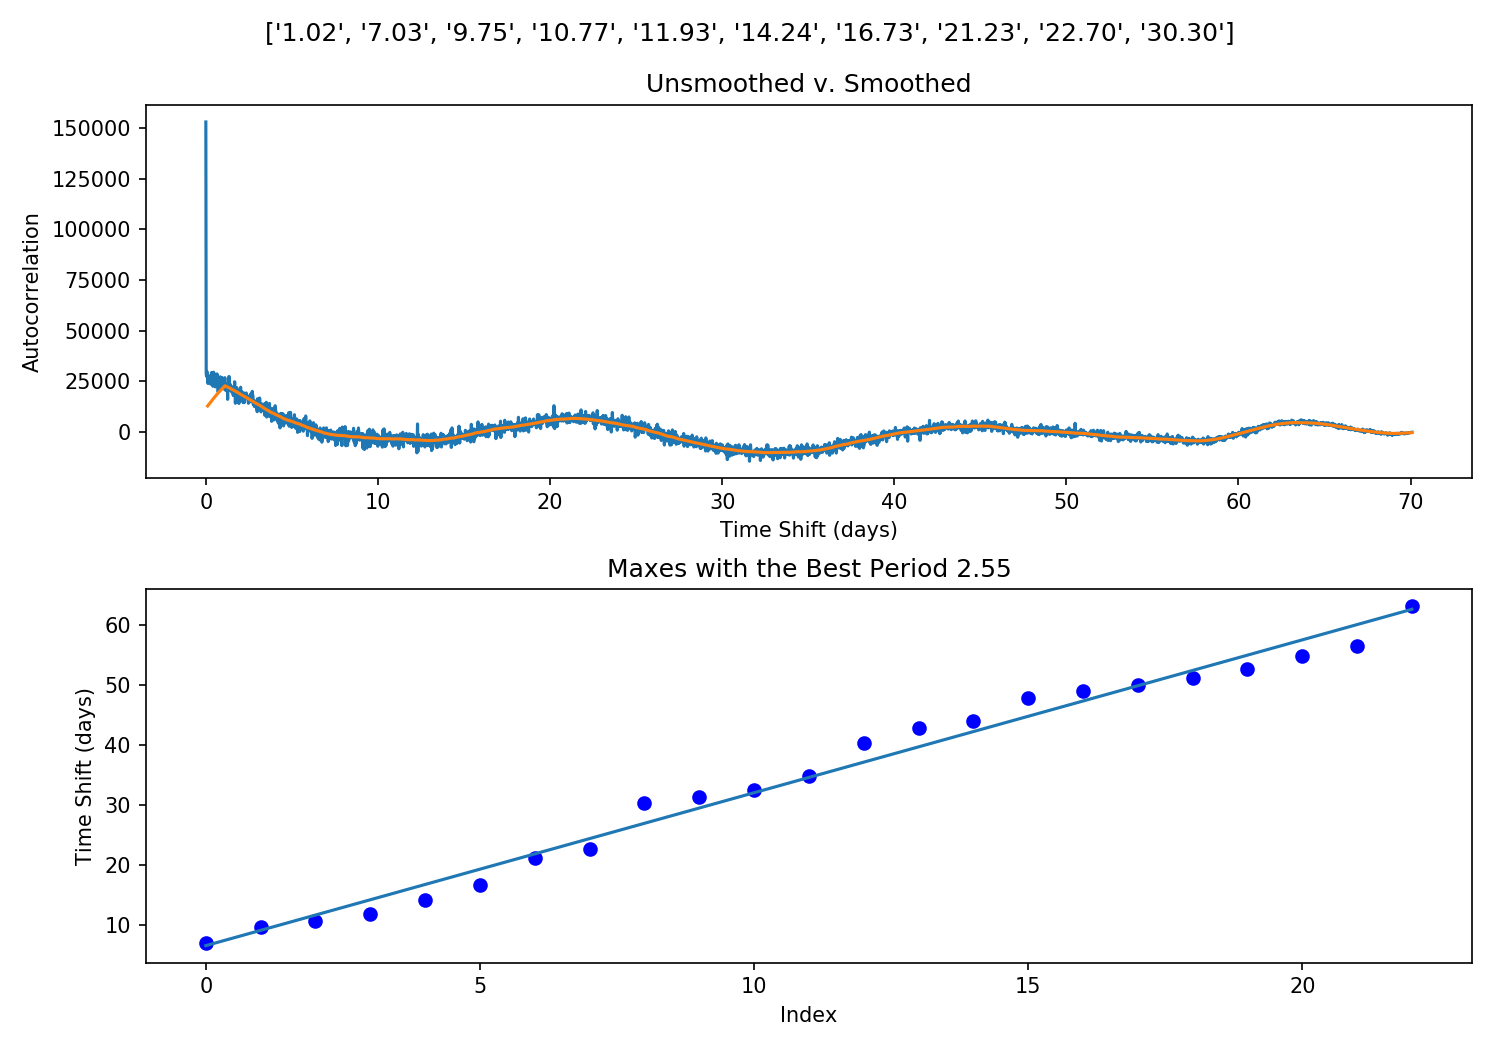 ['1.02', '7.03', '9.75', '10.77', '11.93', '14.24', '16.73', '21.23', '22.70', '30.30']
Unsmoothed v. Smoothed
150000
125000
100000
75000
50000
25000
0
Autocorrelation
0 10 20 30 40 50 60 70
Time Shift (days)
Maxes with the Best Period 2.55
60
50
40
30
20
10
Time Shift (days)
0 5 10 15 20
Index